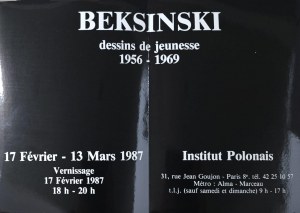 BEKSINSKI
dessins de jeunesse
1956 - 1969
17 Février - 13 Mars 1987
Vernissage
17 Février 1987
18 h - 20 h
Institut Polonais
31, rue Jean Goujon - Paris 8e. tél. 42 25 10 57
Métro : Alma - Marceau
t.l.j. (sauf samedi et dimanche) 9 h - 17 h